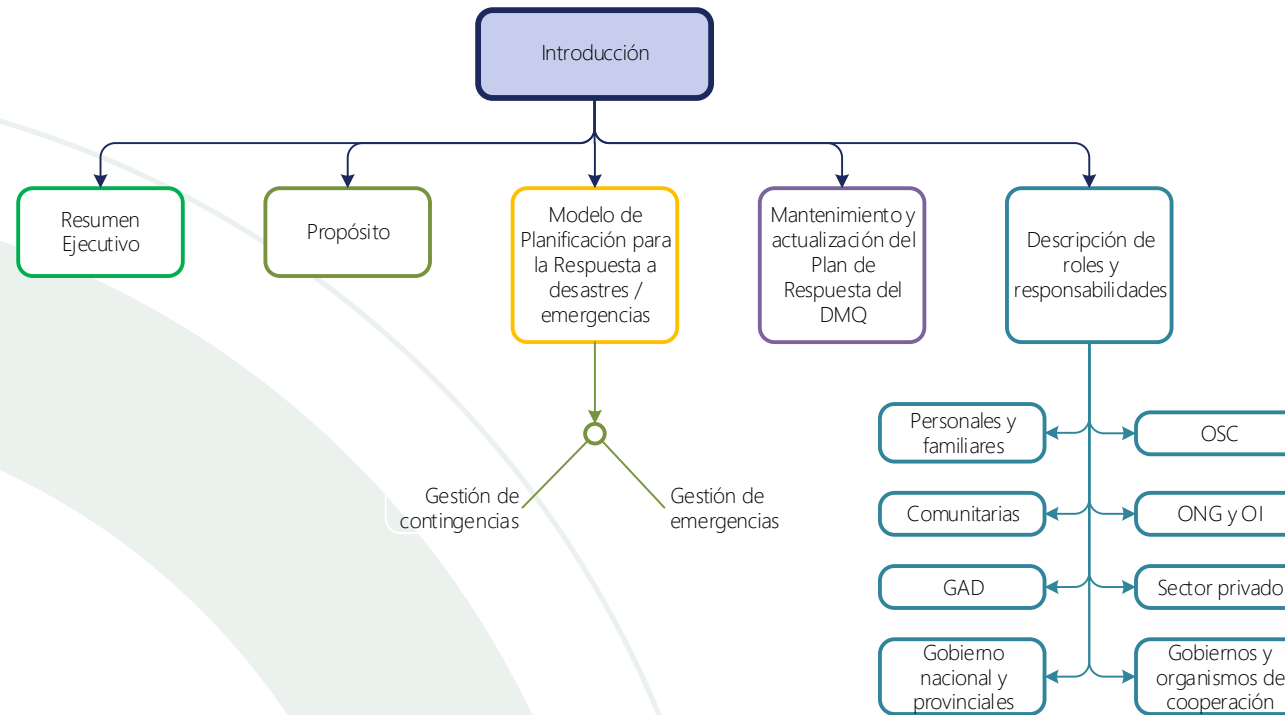 Introducción
Resumen
Ejecutivo
Propósito
Modelo de
Planificación para
la Respuesta a
desastres /
emergencias
Mantenimiento y
actualización del
Plan de
Respuesta del
DMQ
Descripción de
roles y
responsabilidades
Gestión de
contingencias
Gestión de
emergencias
Personales y
familiares
OSC
Comunitarias
ONG y OI
GAD
Sector privado
Gobierno
nacional y
provinciales
Gobiernos y
organismos de
cooperación